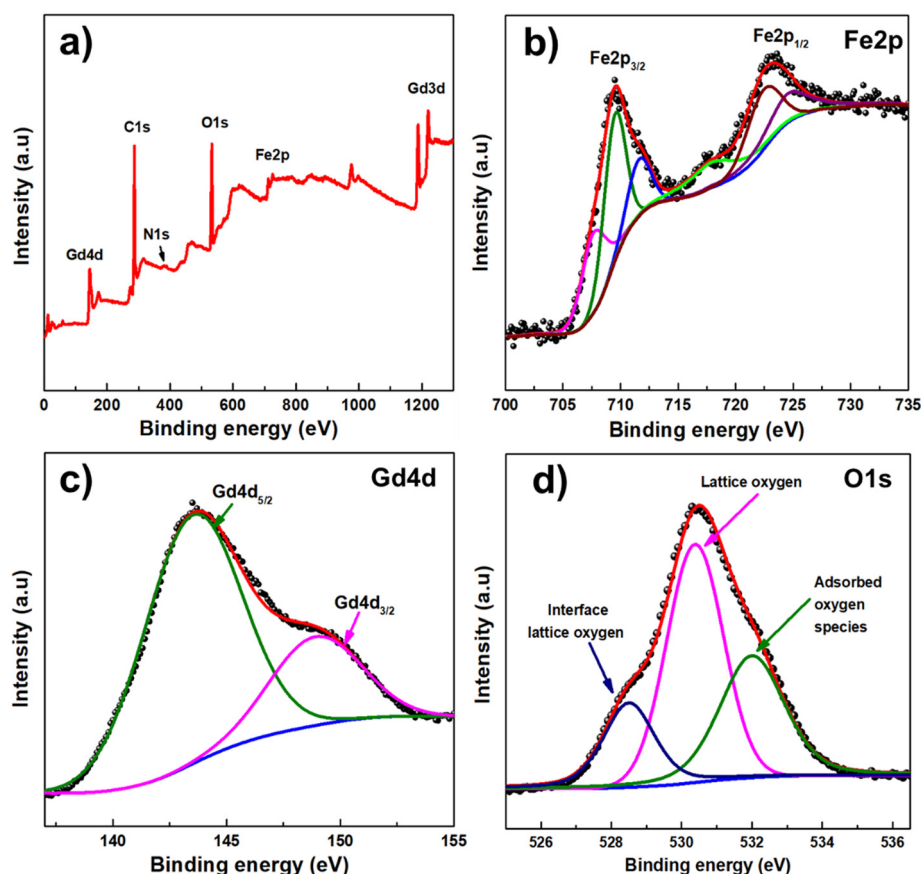 a)
Intensity (a.u)
Gd4d
C1s
N1s
O1s
Fe2p
Gd3d
0 200 400 600 800 1000 1200
Binding energy (eV)
b)
Fe2p
Intensity (a.u)
Fe2p3/2
Fe2p1/2
700 705 710 715 720 725 730 735
Binding energy (eV)
c)
Gd4d
Intensity (a.u)
Gd4d5/2
Gd4d3/2
140 145 150 155
Binding energy (eV)
d)
O1s
Intensity (a.u)
Lattice oxygen
Interface
lattice oxygen
Adsorbed
oxygen
species
526 528 530 532 534 536
Binding energy (eV)